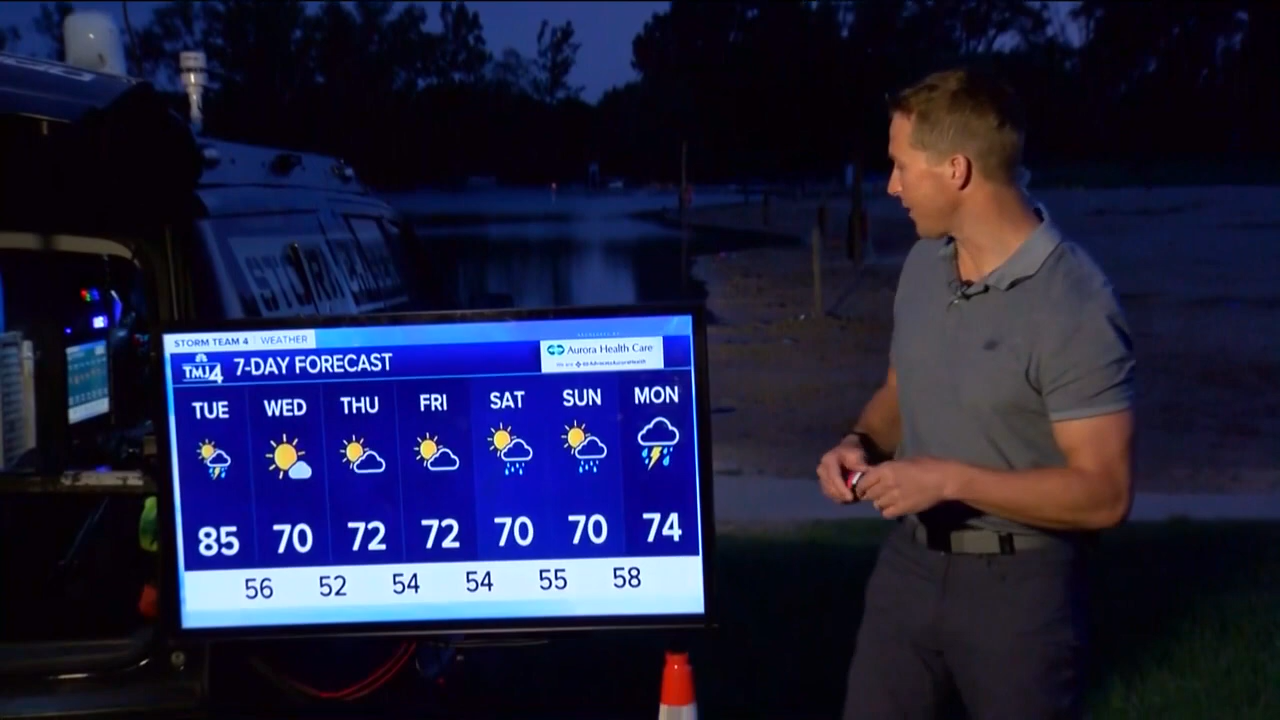 STORM TEAM 4 | WEATHER
TMJ4
7-DAY FORECAST
Aurora Health Care
TUE WED THU FRI SAT SUN MON
85 70 72 72 70 70 74
56 52 54 54 55 58
STORM